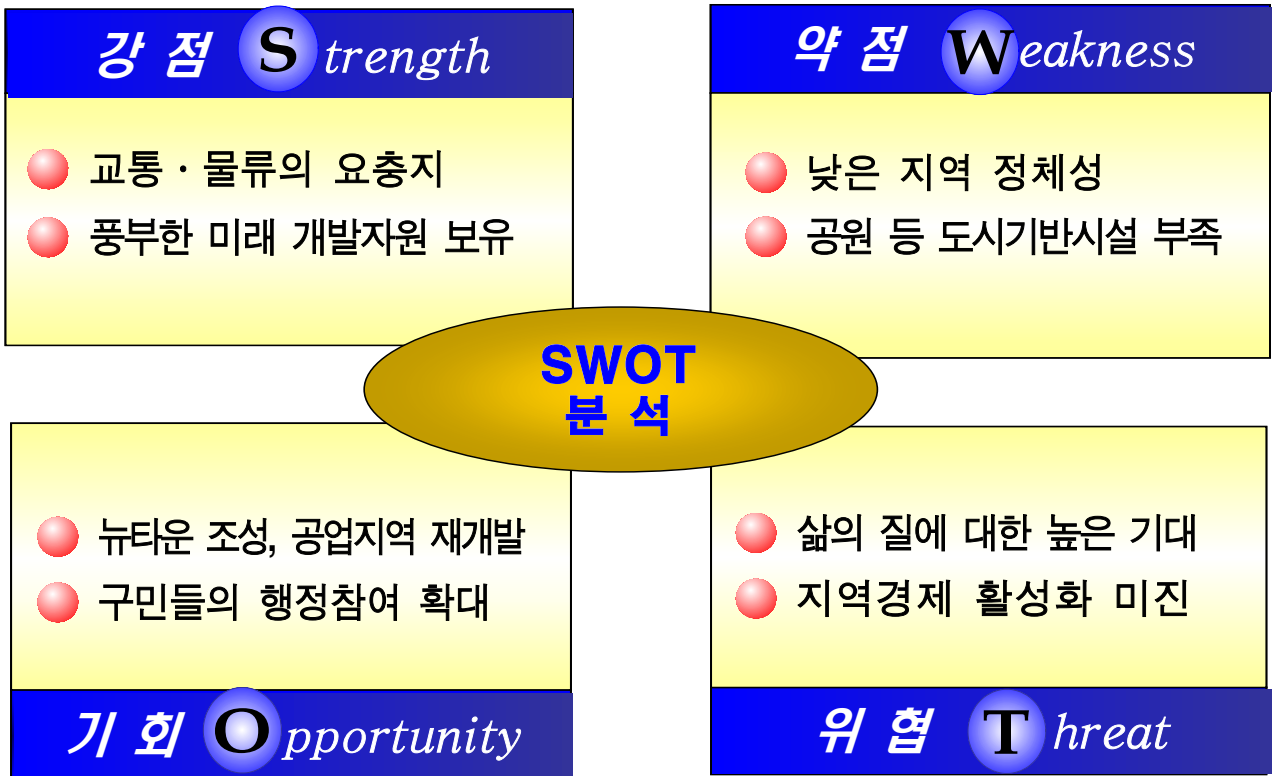 강 점 Strength
교통 · 물류의 요충지
풍부한 미래 개발자원 보유
약 점 Weakness
낮은 지역 정체성
공원 등 도시기반시설 부족
SWOT
분 석
뉴타운 조성, 공업지역 재개발
구민들의 행정참여 확대
기 회 Opportunity
삶의 질에 대한 높은 기대
지역경제 활성화 미진
위 협 Threat